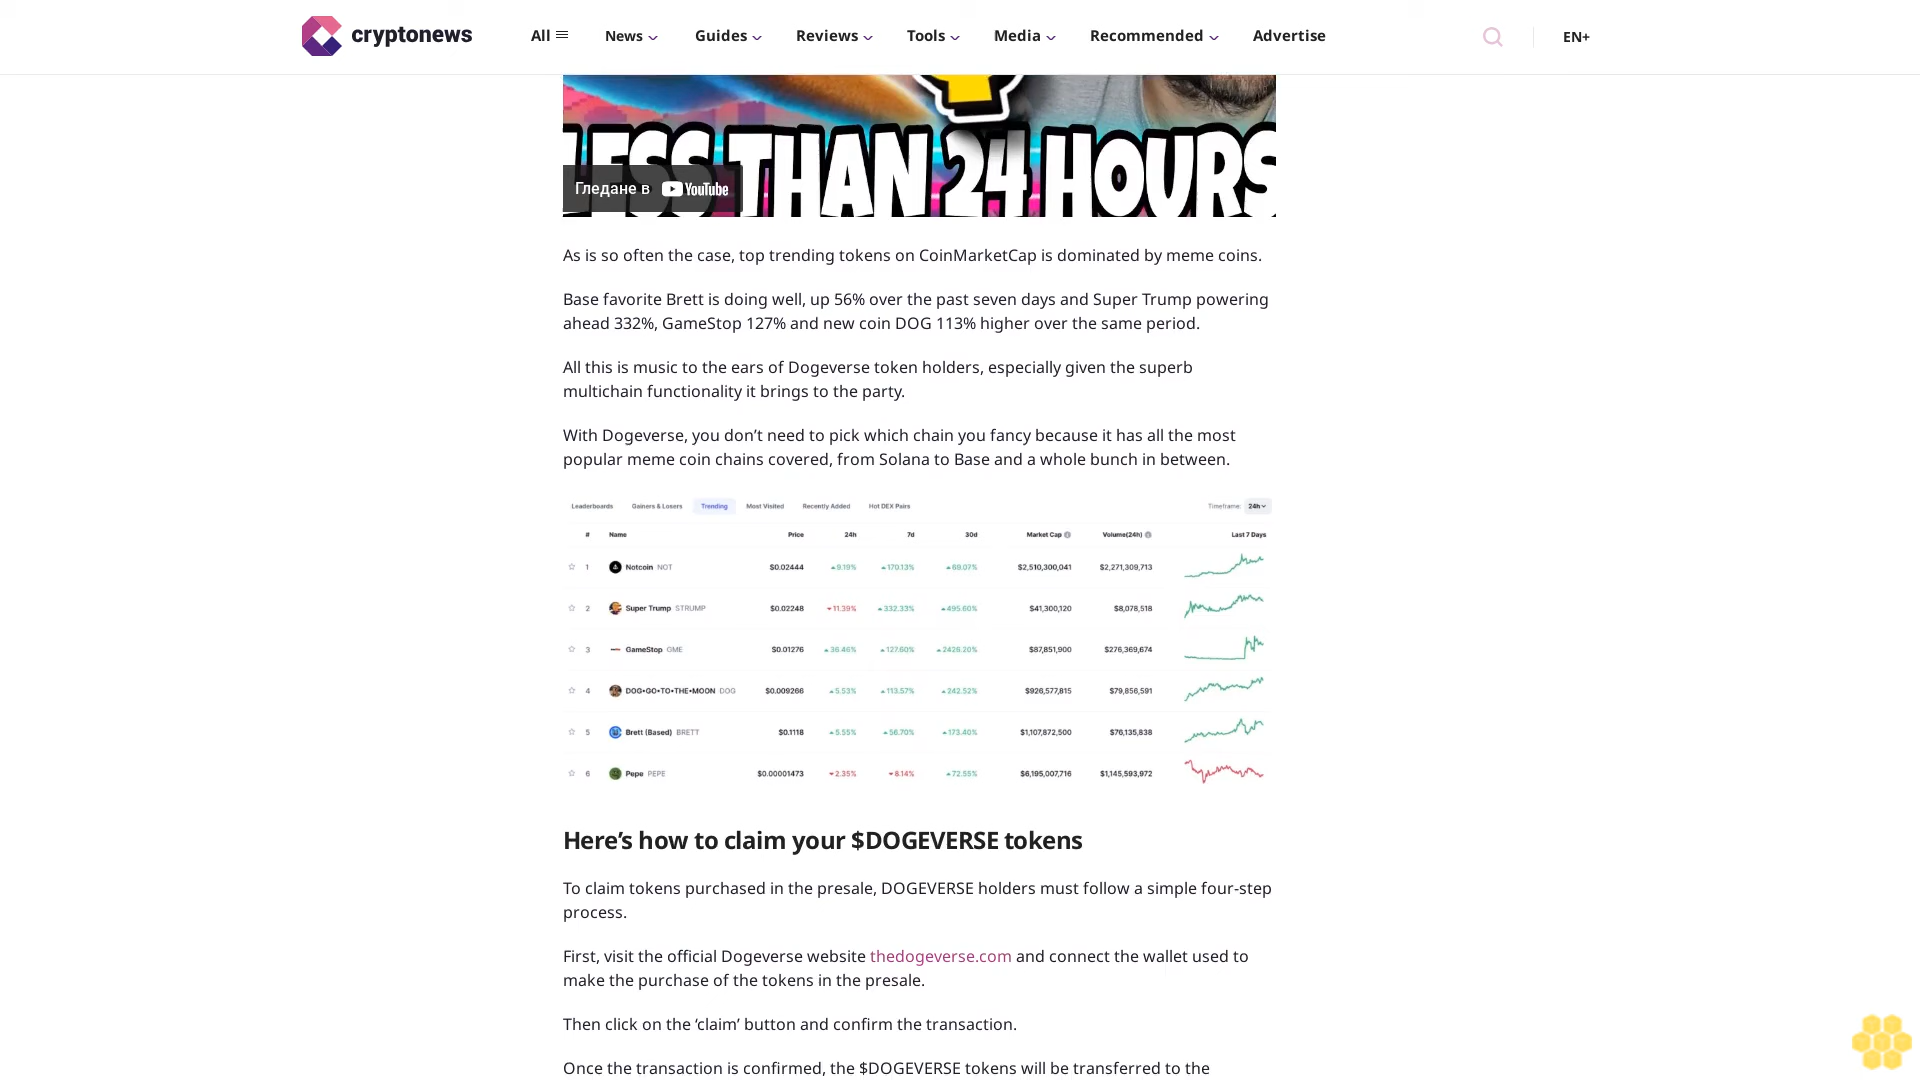 cryptonews
All
News
Guides
Reviews
Tools
Media
Recommended
Advertise
EN+
LESS THAN 24 HOURS
Гледане в YouTube
As is so often the case, top trending tokens on CoinMarketCap is dominated by meme coins.
Base favorite Brett is doing well, up 56% over the past seven days and Super Trump powering
ahead 332%, GameStop 127% and new coin DOG 113% higher over the same period.
All this is music to the ears of Dogeverse token holders, especially given the superb
multichain functionality it brings to the party.
With Dogeverse, you don’t need to pick which chain you fancy because it has all the most
popular meme coin chains covered, from Solana to Base and a whole bunch in between.
Leaderboards Gainers & Losers Trending Most Visited Recently Added Hot DEX Pairs Timeframe: 24h
# Name Price 24h 7d 30d Market Cap Volume(24h) Last 7 Days
1 Notcoin NOT $0.02444 9.19% 170.13% 69.07% $2,510,300,041 $2,271,309,713
2 Super Trump STRUMP $0.02248 11.39% 332.33% 495.60% $41,300,120 $8,078,518
3 GameStop GME $0.01276 36.46% 127.60% 2426.20% $87,851,900 $276,369,674
4 DOG•GO•TO•THE•MOON DOG $0.009266 5.53% 113.57% 242.52% $926,577,815 $79,856,591
5 Brett (Based) BRETT $0.1118 5.55% 56.70% 173.40% $1,107,872,500 $76,135,838
6 Pepe PEPE $0.00001473 2.35% 8.14% 72.55% $6,195,007,716 $1,145,593,972
Here’s how to claim your $DOGEVERSE tokens
To claim tokens purchased in the presale, DOGEVERSE holders must follow a simple four-step
process.
First, visit the official Dogeverse website thedogeverse.com and connect the wallet used to
make the purchase of the tokens in the presale.
Then click on the ‘claim’ button and confirm the transaction.
Once the transaction is confirmed, the $DOGEVERSE tokens will be transferred to the